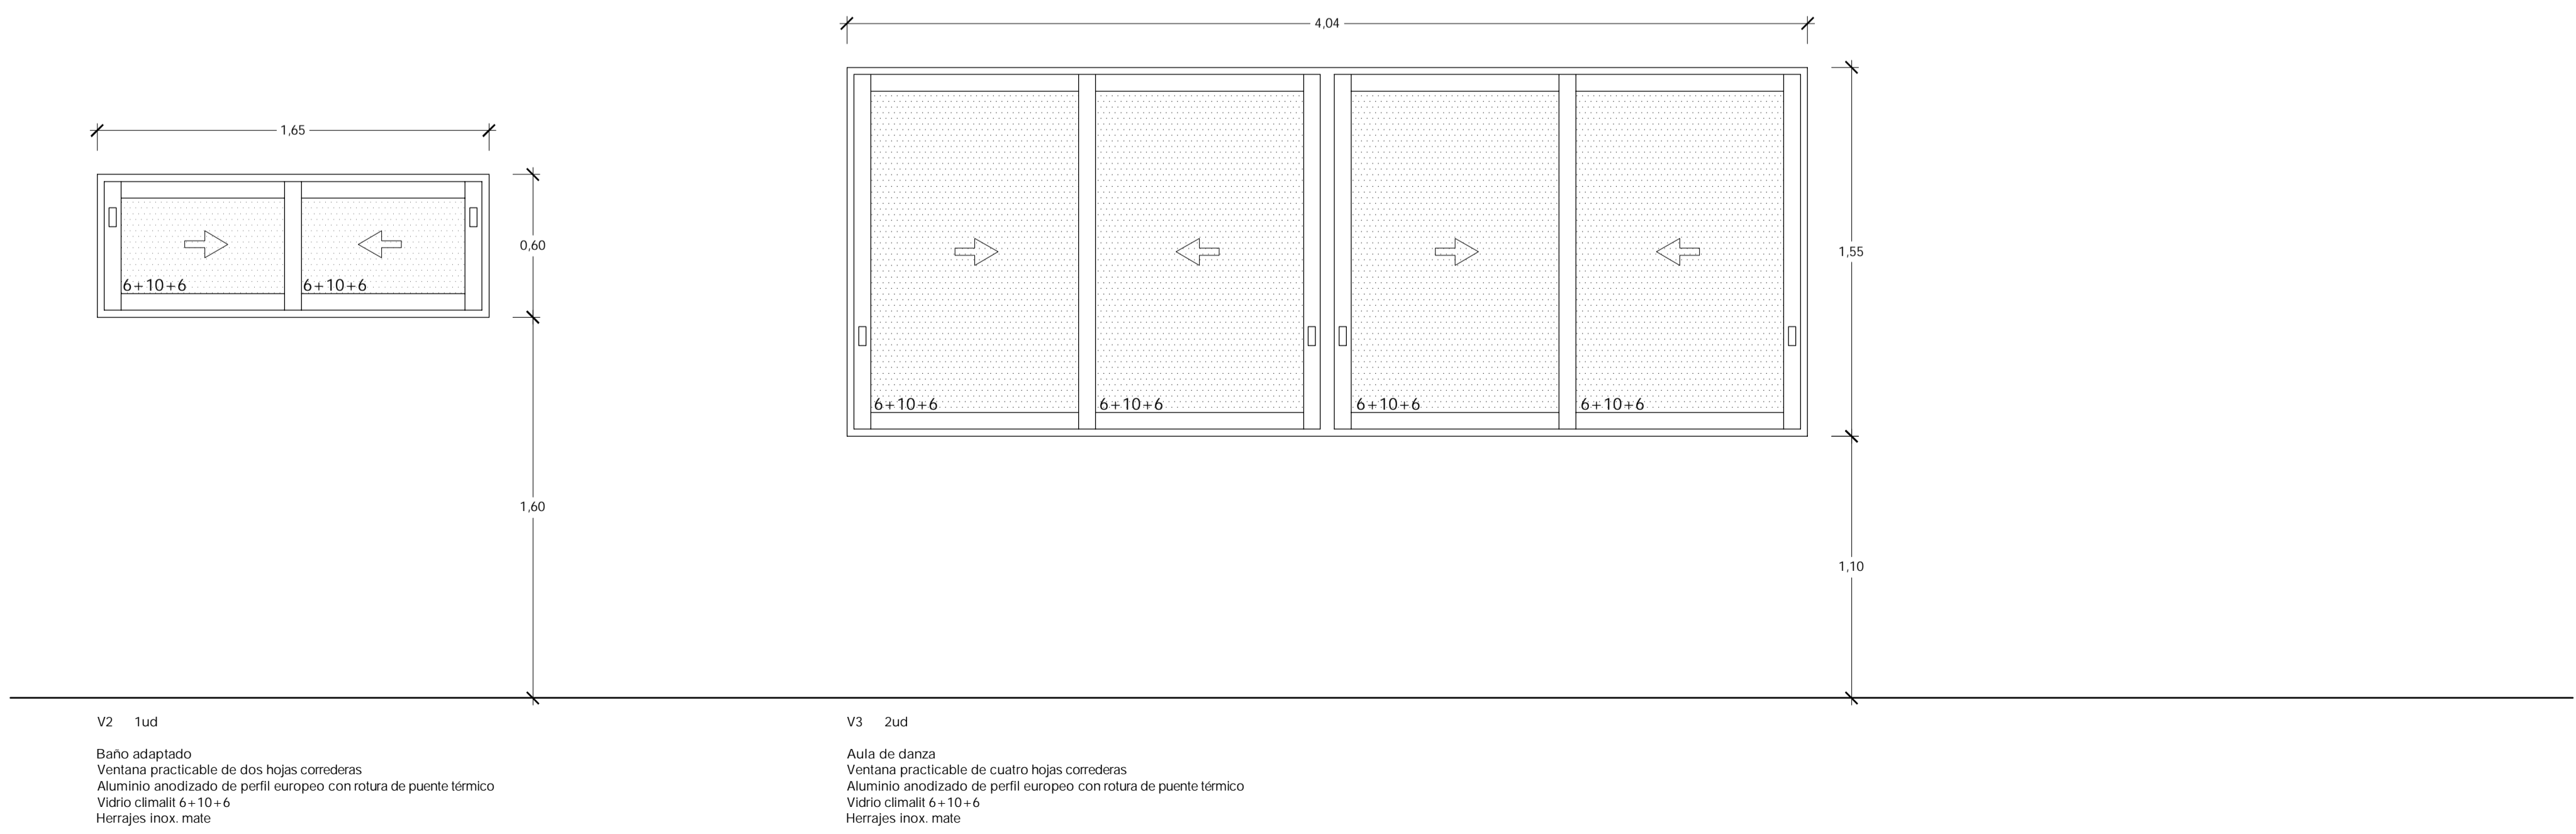 4,04
1,65
0,60
6+10+6 6+10+6
1,60
1,55
6+10+6 6+10+6 6+10+6 6+10+6
1,10
V2 1ud
Baño adaptado
Ventana practicable de dos hojas correderas
Aluminio anodizado de perfil europeo con rotura de puente térmico
Vidrio climalit 6+10+6
Herrajes inox. mate
V3 2ud
Aula de danza
Ventana practicable de cuatro hojas correderas
Aluminio anodizado de perfil europeo con rotura de puente térmico
Vidrio climalit 6+10+6
Herrajes inox. mate